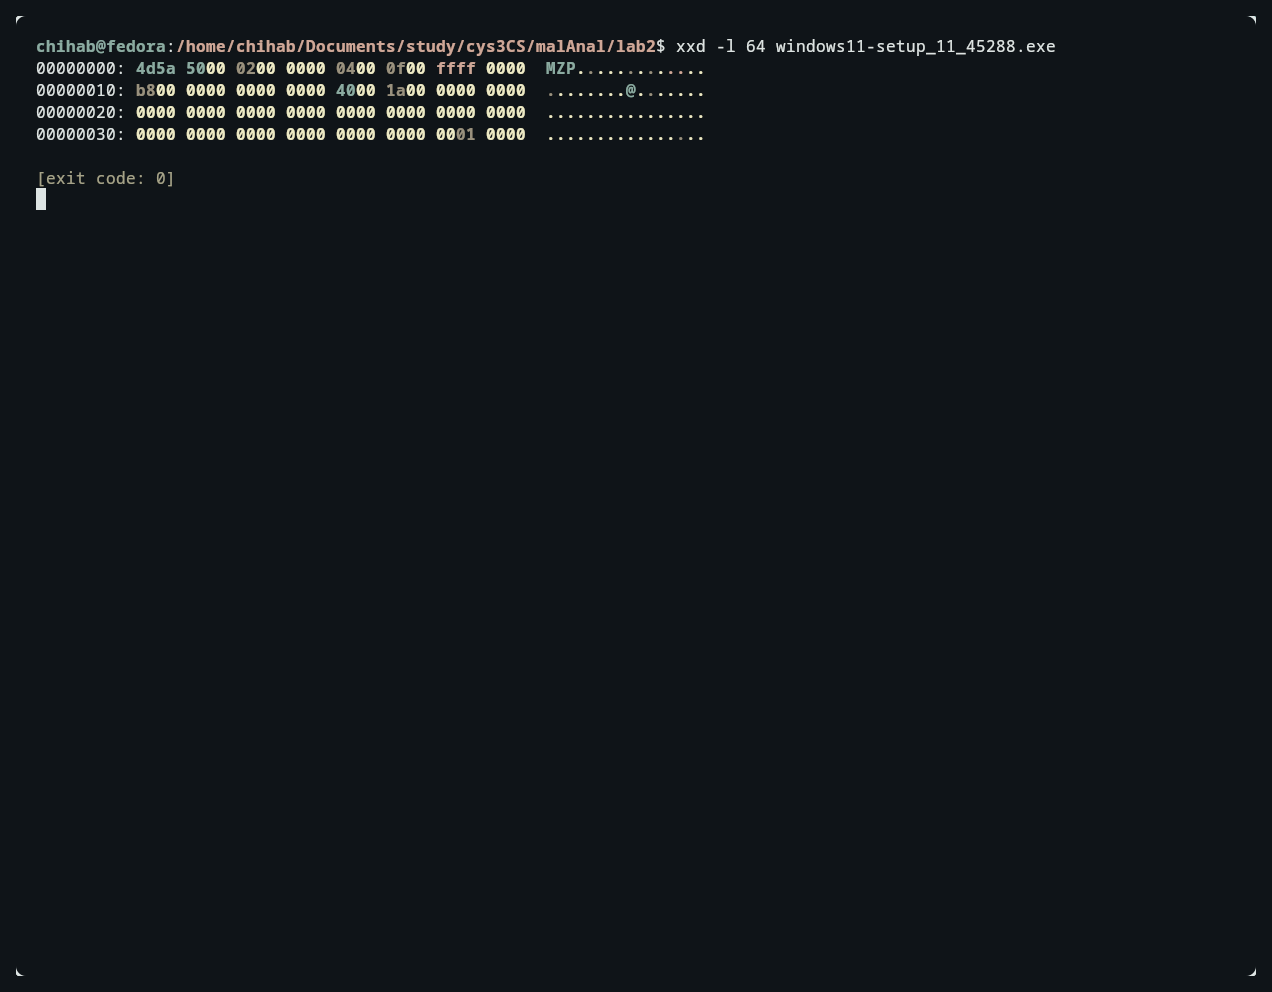 chihab@fedora:/home/chihab/Documents/study/cys3CS/malAnal/lab2$ xxd -l 64 windows11-setup_11_45288.exe
00000000: 4d5a 5000 0200 0000 0400 0f00 ffff 0000  MZP.............
00000010: b800 0000 0000 0000 4000 1a00 0000 0000  ........@.......
00000020: 0000 0000 0000 0000 0000 0000 0000 0000  ................
00000030: 0000 0000 0000 0000 0000 0000 0001 0000  ................
[exit code: 0]